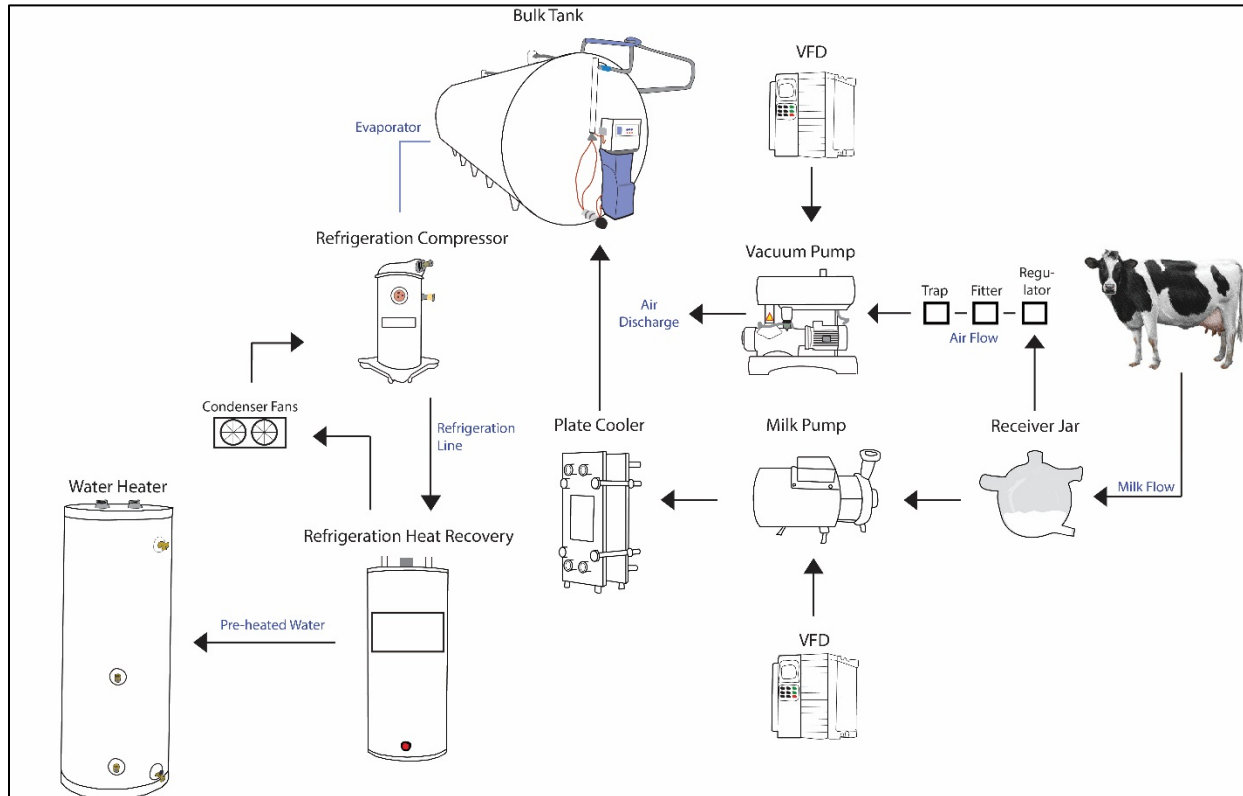 Bulk Tank
VFD
Evaporator
Refrigeration Compressor
Vacuum Pump
Trap
Fitter
Regu-
lator
Air
Discharge
Air Flow
Condenser Fans
Refrigeration
Line
Plate Cooler
Milk Pump
Receiver Jar
Milk Flow
Water Heater
Refrigeration Heat Recovery
Pre-heated Water
VFD